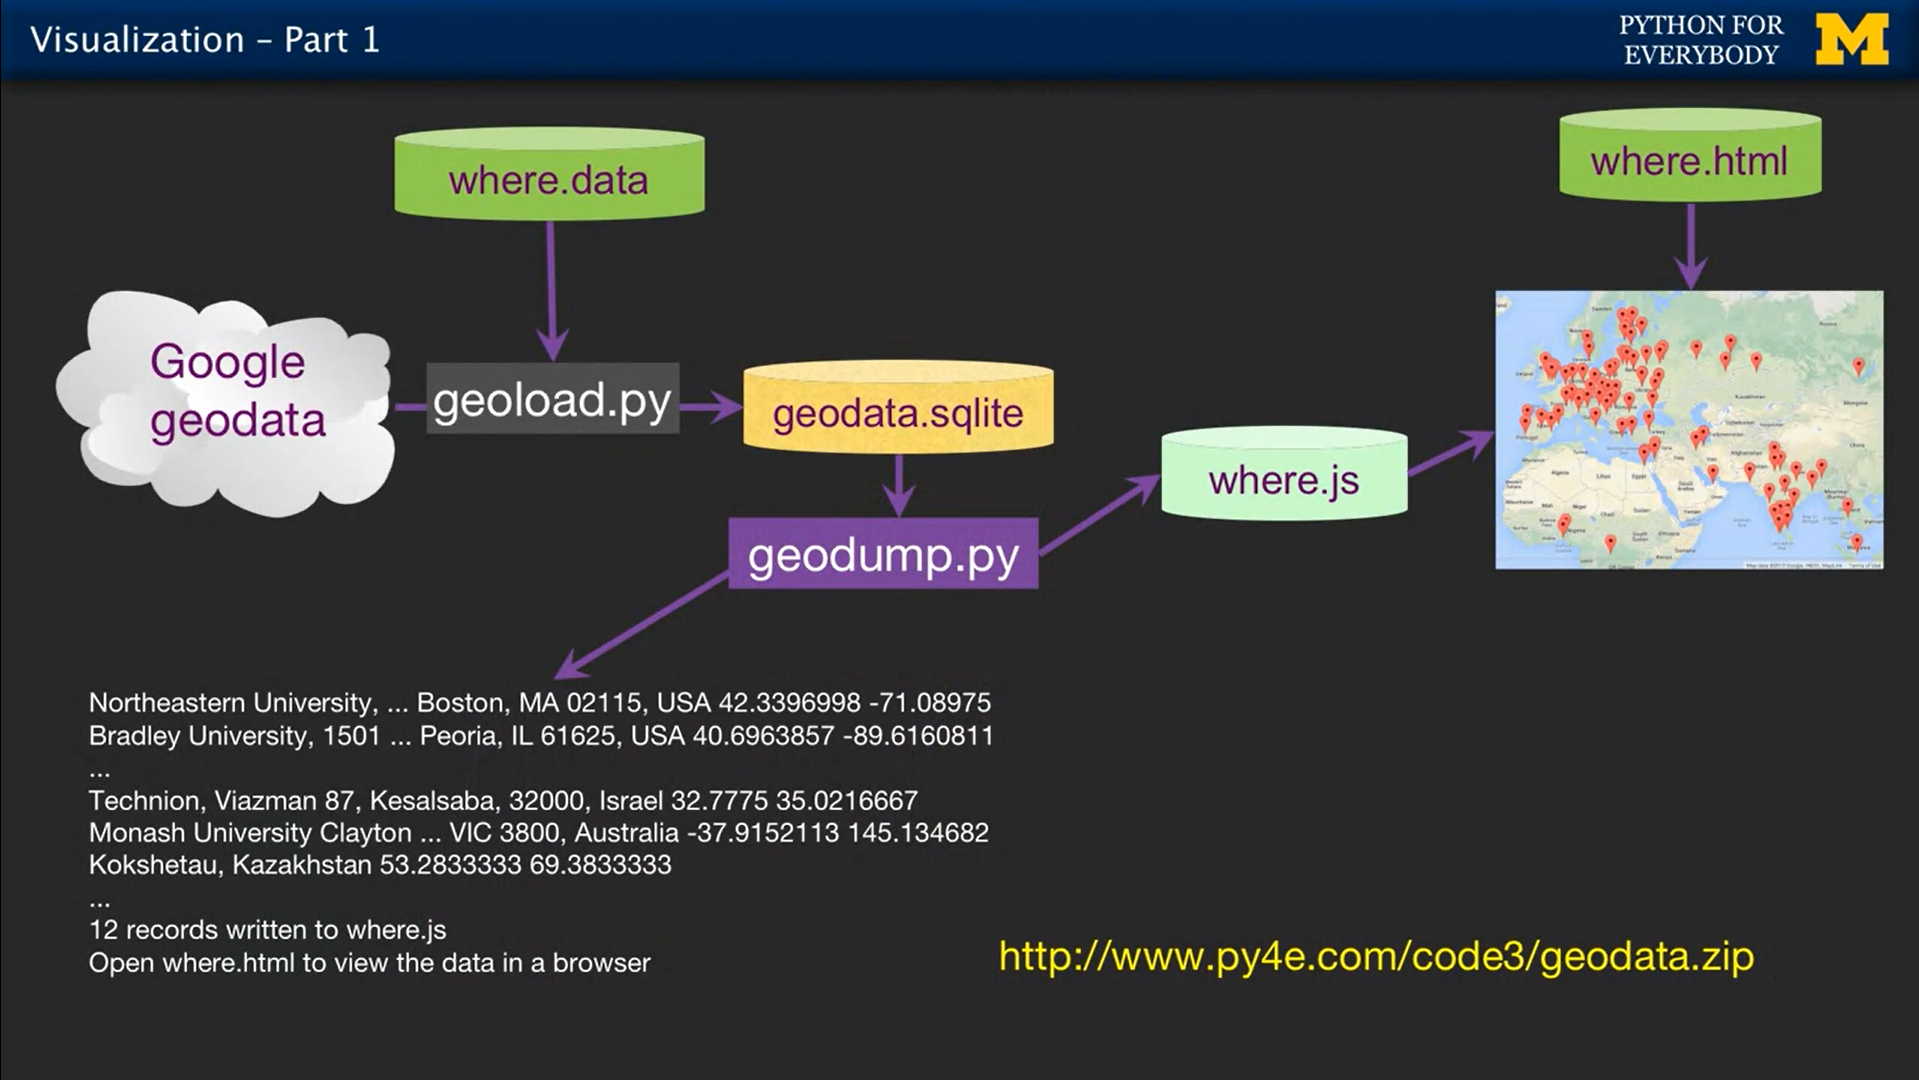 Visualization – Part 1
PYTHON FOR
EVERYBODY
where.data
where.html
Google
geodata
geoload.py
geodata.sqlite
where.js
geodump.py
Northeastern University, ... Boston, MA 02115, USA 42.3396998 -71.08975
Bradley University, 1501 ... Peoria, IL 61625, USA 40.6963857 -89.6160811
...
Technion, Viazman 87, Kesalsaba, 32000, Israel 32.7775 35.0216667
Monash University Clayton ... VIC 3800, Australia -37.9152113 145.134682
Kokshetau, Kazakhstan 53.2833333 69.3833333
...
12 records written to where.js
Open where.html to view the data in a browser
http://www.py4e.com/code3/geodata.zip